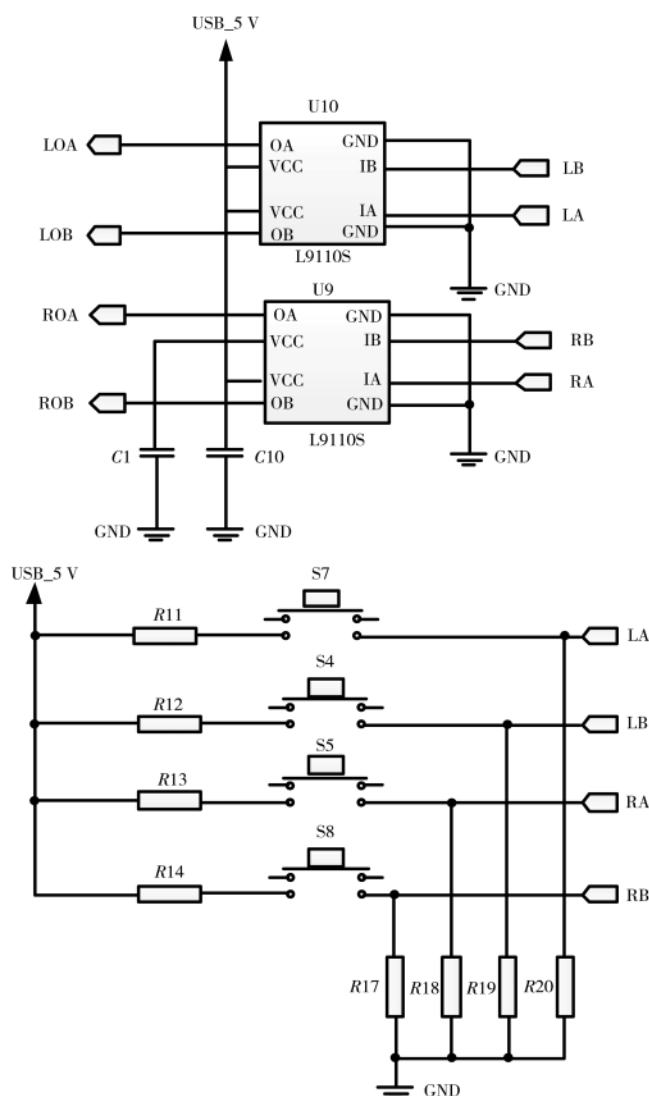 USB_5 V
U10
LOA OA GND
VCC IB LB
VCC IA LA
LOB OB GND
L9110S
GND
U9
ROA OA GND
VCC IB RB
VCC IA RA
ROB OB GND
L9110S
C1 C10 GND
GND GND
USB_5 V
S7
R11 LA
S4
R12 LB
S5
R13 RA
S8
R14 RB
R17 R18 R19 R20
GND